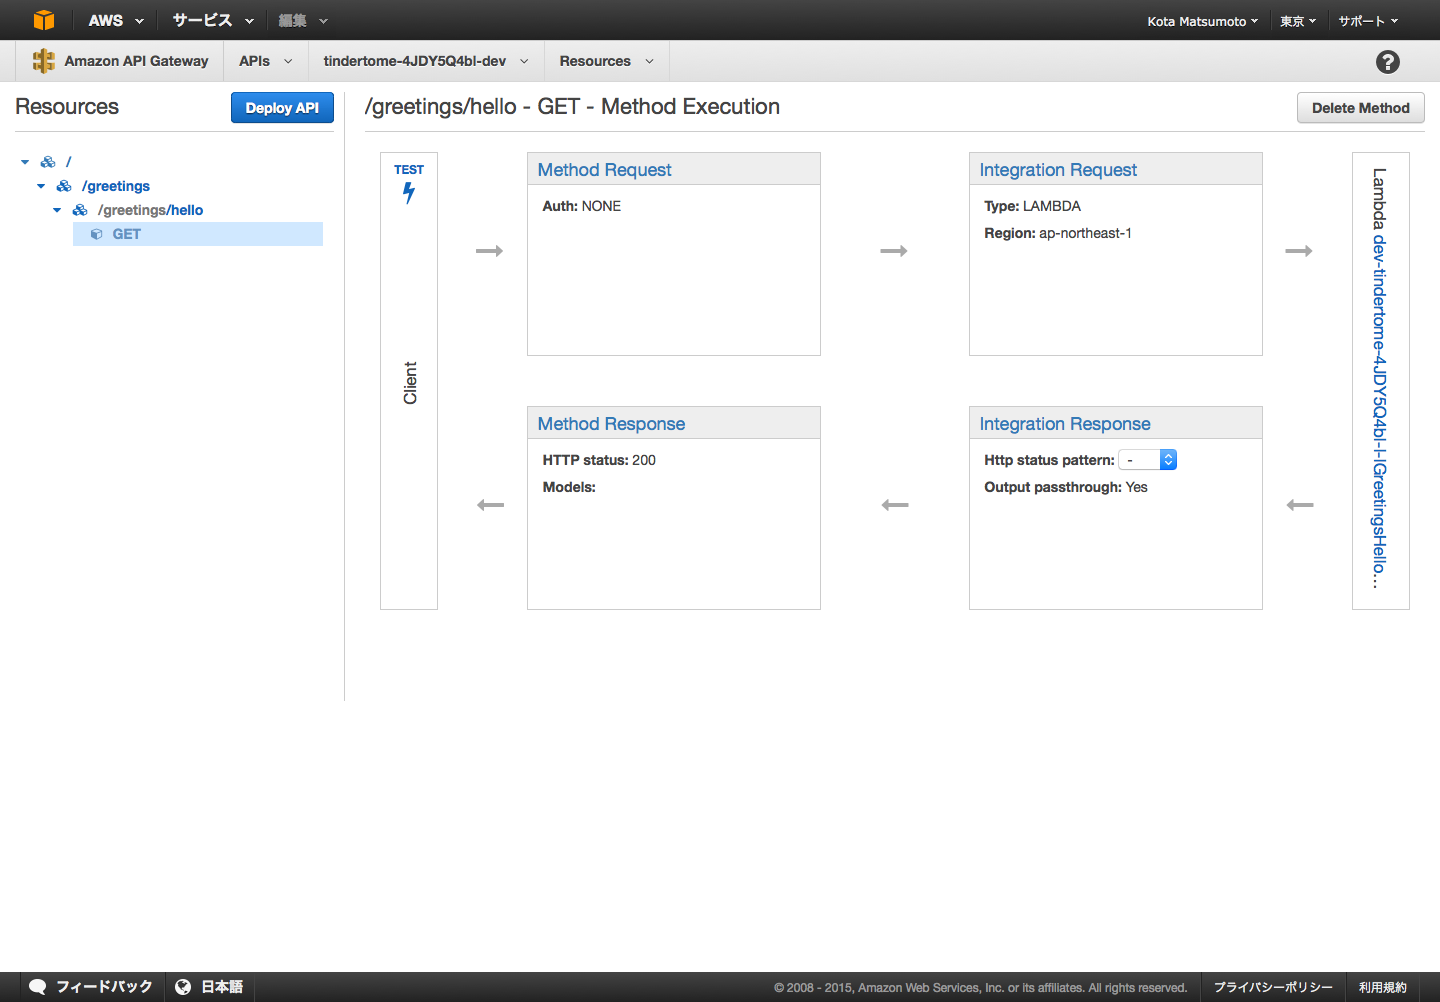 AWS サービス 編集 Kota Matsumoto 東京 サポート
Amazon API Gateway APIs tindertome-4JDY5Q4bl-dev Resources ?
Resources Deploy API
/
/greetings
/greetings/hello
GET
/greetings/hello - GET - Method Execution Delete Method
TEST
Client
Method Request
Auth: NONE
Integration Request
Type: LAMBDA
Region: ap-northeast-1
Lambda dev-tindertome-4JDY5Q4bl-l-lGreetingsHello…
Method Response
HTTP status: 200
Models:
Integration Response
Http status pattern: -
Output passthrough: Yes
フィードバック 日本語 © 2008 - 2015, Amazon Web Services, Inc. or its affiliates. All rights reserved. プライバシーポリシー 利用規約